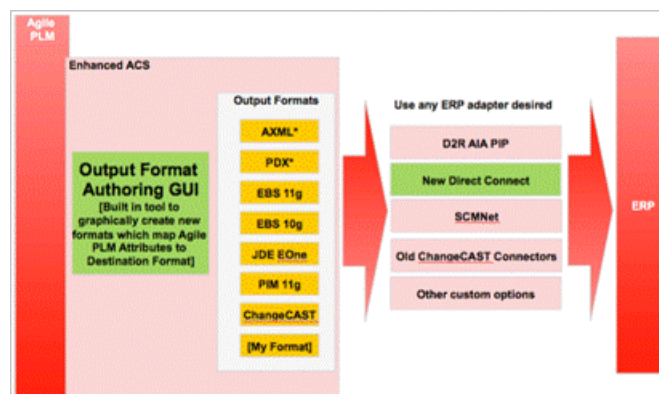 Agile
PLM
Enhanced ACS
Output Format
Authoring GUI
[Built in tool to
graphically create new
formats which map Agile
PLM Attributes to
Destination Format]
Output Formats
AXML*
PDX*
EBS 11g
EBS 10g
JDE EOne
PIM 11g
ChangeCAST
[My Format]
Use any ERP adapter desired
D2R AIA PIP
New Direct Connect
SCMNet
Old ChangeCAST Connectors
Other custom options
ERP